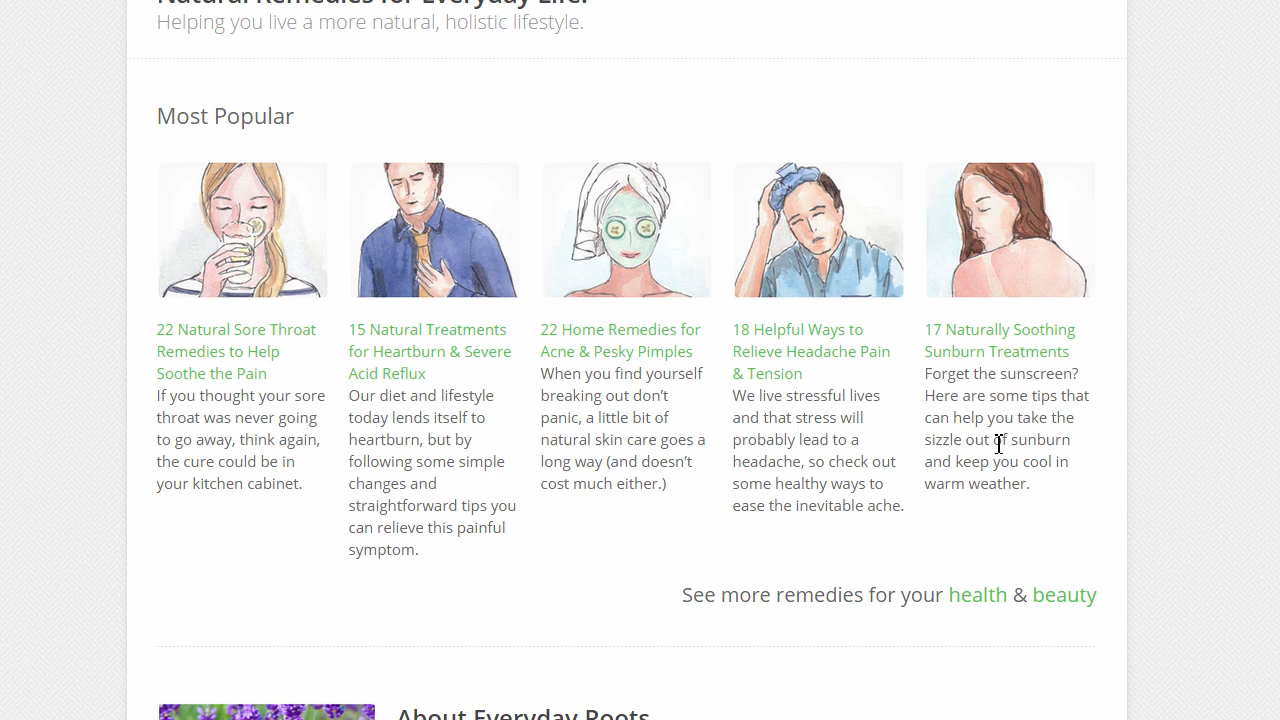 Natural Remedies for Everyday Life.
Helping you live a more natural, holistic lifestyle.
Most Popular
22 Natural Sore Throat
Remedies to Help
Soothe the Pain
If you thought your sore
throat was never going
to go away, think again,
the cure could be in
your kitchen cabinet.
15 Natural Treatments
for Heartburn & Severe
Acid Reflux
Our diet and lifestyle
today lends itself to
heartburn, but by
following some simple
changes and
straightforward tips you
can relieve this painful
symptom.
22 Home Remedies for
Acne & Pesky Pimples
When you find yourself
breaking out don’t
panic, a little bit of
natural skin care goes a
long way (and doesn’t
cost much either.)
18 Helpful Ways to
Relieve Headache Pain
& Tension
We live stressful lives
and that stress will
probably lead to a
headache, so check out
some healthy ways to
ease the inevitable ache.
17 Naturally Soothing
Sunburn Treatments
Forget the sunscreen?
Here are some tips that
can help you take the
sizzle out of sunburn
and keep you cool in
warm weather.
See more remedies for your health & beauty
About Everyday Roots